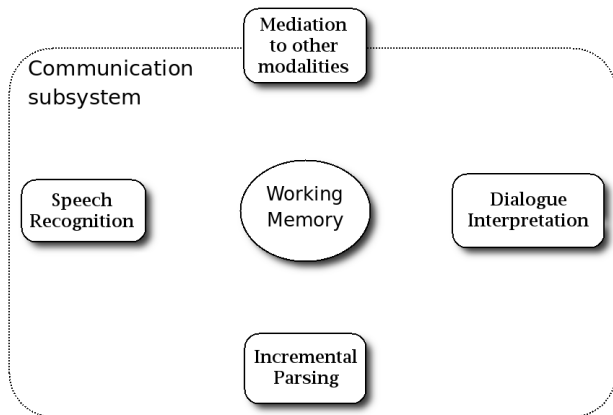 Mediation
to other
modalities
Communication
subsystem
Speech
Recognition
Working
Memory
Dialogue
Interpretation
Incremental
Parsing